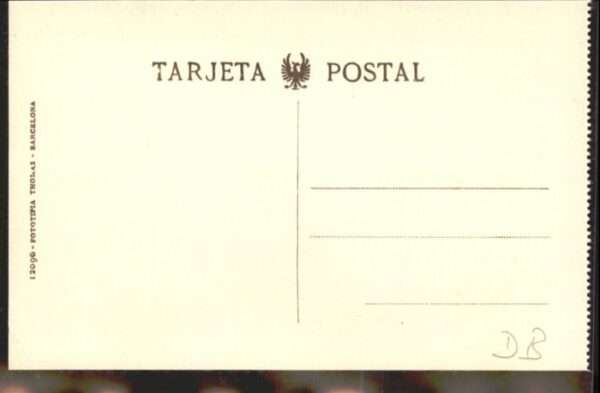 TARJETA POSTAL
12096 - FOTOTIPIA THOMAS - BARCELONA
DB